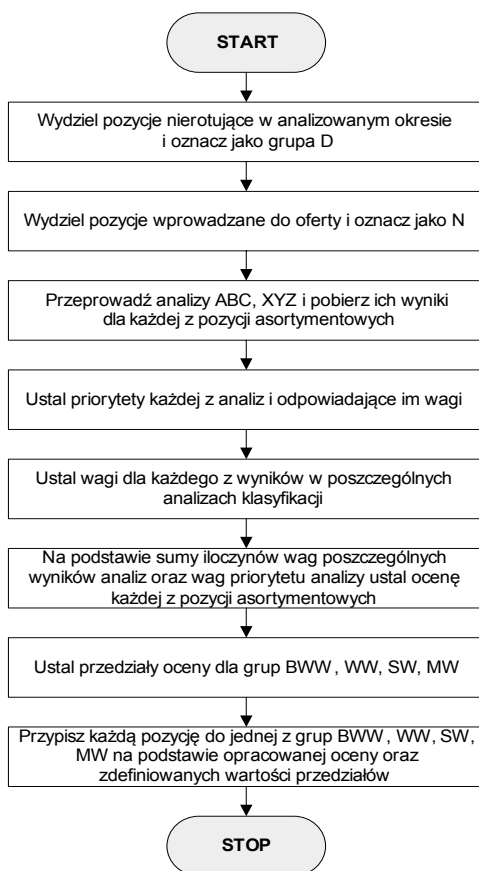 START
Wydziel pozycje nierotujące w analizowanym okresie
i oznacz jako grupa D
Wydziel pozycje wprowadzane do oferty i oznacz jako N
Przeprowadź analizy ABC, XYZ i pobierz ich wyniki
dla każdej z pozycji asortymentowych
Ustal priorytety każdej z analiz i odpowiadające im wagi
Ustal wagi dla każdego z wyników w poszczególnych
analizach klasyfikacji
Na podstawie sumy iloczynów wag poszczególnych
wyników analiz oraz wag priorytetu analizy ustal ocenę
każdej z pozycji asortymentowych
Ustal przedziały oceny dla grup BWW, WW, SW, MW
Przypisz każdą pozycję do jednej z grup BWW, WW, SW,
MW na podstawie opracowanej oceny oraz
zdefiniowanych wartości przedziałów
STOP